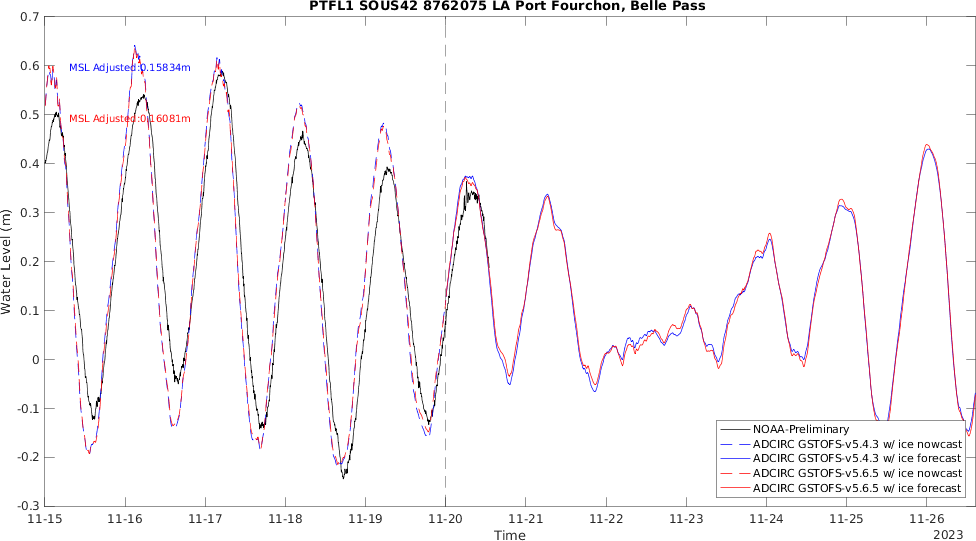 PTFL1 SOUS42 8762075 LA Port Fourchon, Belle Pass
0.7
0.6
0.5
0.4
0.3
0.2
0.1
0
-0.1
-0.2
-0.3
Water Level (m)
MSL Adjusted:0.15834m
MSL Adjusted:0.16081m
NOAA-Preliminary
ADCIRC GSTOFS-v5.4.3 w/ ice nowcast
ADCIRC GSTOFS-v5.4.3 w/ ice forecast
ADCIRC GSTOFS-v5.6.5 w/ ice nowcast
ADCIRC GSTOFS-v5.6.5 w/ ice forecast
11-15 11-16 11-17 11-18 11-19 11-20 11-21 11-22 11-23 11-24 11-25 11-26
Time
2023